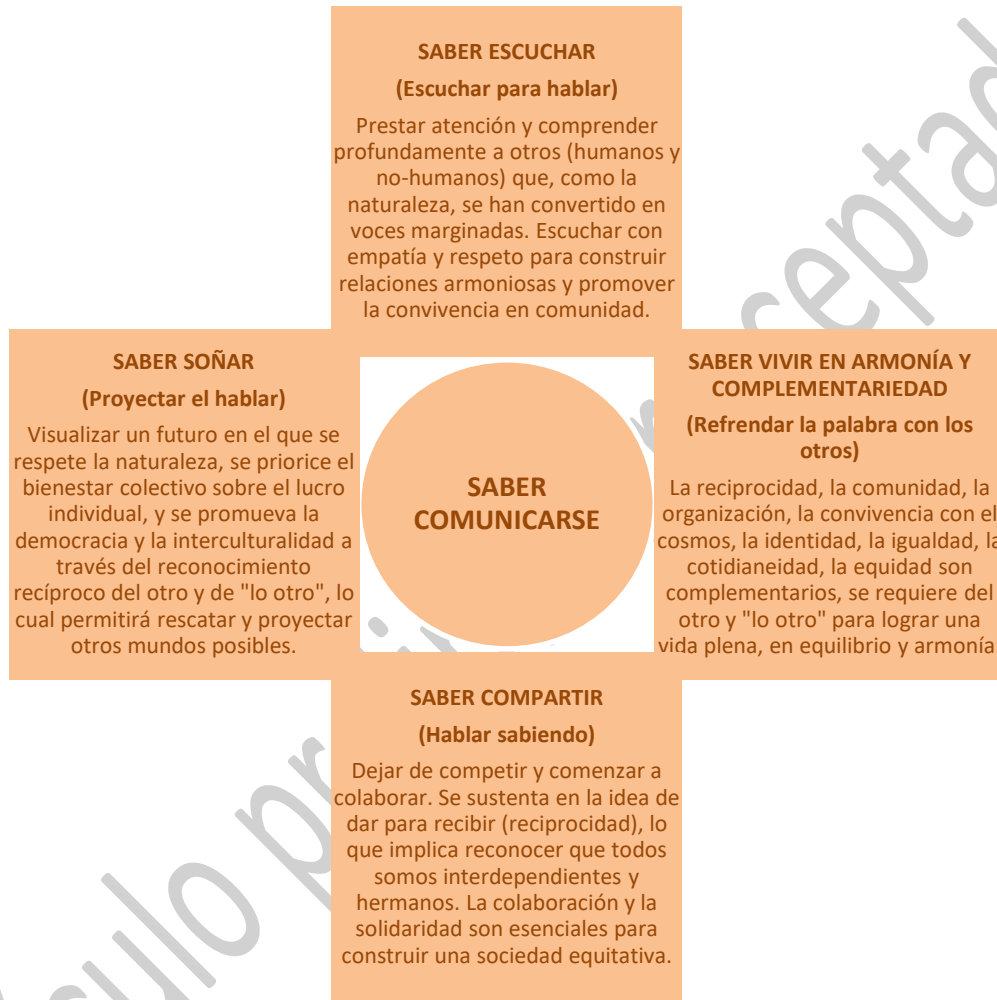 SABER ESCUCHAR
(Escuchar para hablar)
Prestar atención y comprender
profundamente a otros (humanos y
no-humanos) que, como la
naturaleza, se han convertido en
voces marginadas. Escuchar con
empatía y respeto para construir
relaciones armoniosas y promover
la convivencia en comunidad.
SABER SOÑAR
(Proyectar el hablar)
Visualizar un futuro en el que se
respete la naturaleza, se priorice el
bienestar colectivo sobre el lucro
individual, y se promueva la
democracia y la interculturalidad a
través del reconocimiento
recíproco del otro y de "lo otro", lo
cual permitirá rescatar y proyectar
otros mundos posibles.
SABER
COMUNICARSE
SABER VIVIR EN ARMONÍA Y
COMPLEMENTARIEDAD
(Refrendar la palabra con los
otros)
La reciprocidad, la comunidad, la
organización, la convivencia con el
cosmos, la identidad, la igualdad, la
cotidianeidad, la equidad son
complementarios, se requiere del
otro y "lo otro" para lograr una
vida plena, en equilibrio y armonía
SABER COMPARTIR
(Hablar sabiendo)
Dejar de competir y comenzar a
colaborar. Se sustenta en la idea de
dar para recibir (reciprocidad), lo
que implica reconocer que todos
somos interdependientes y
hermanos. La colaboración y la
solidaridad son esenciales para
construir una sociedad equitativa.